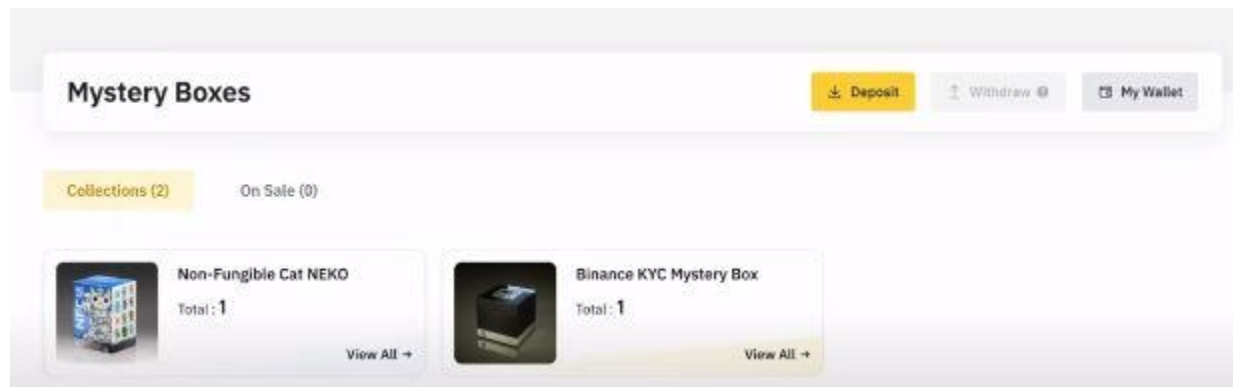 Mystery Boxes
Deposit
Withdraw
My Wallet
Collections (2)
On Sale (0)
Non-Fungible Cat NEKO
Total : 1
View All →
Binance KYC Mystery Box
Total : 1
View All →